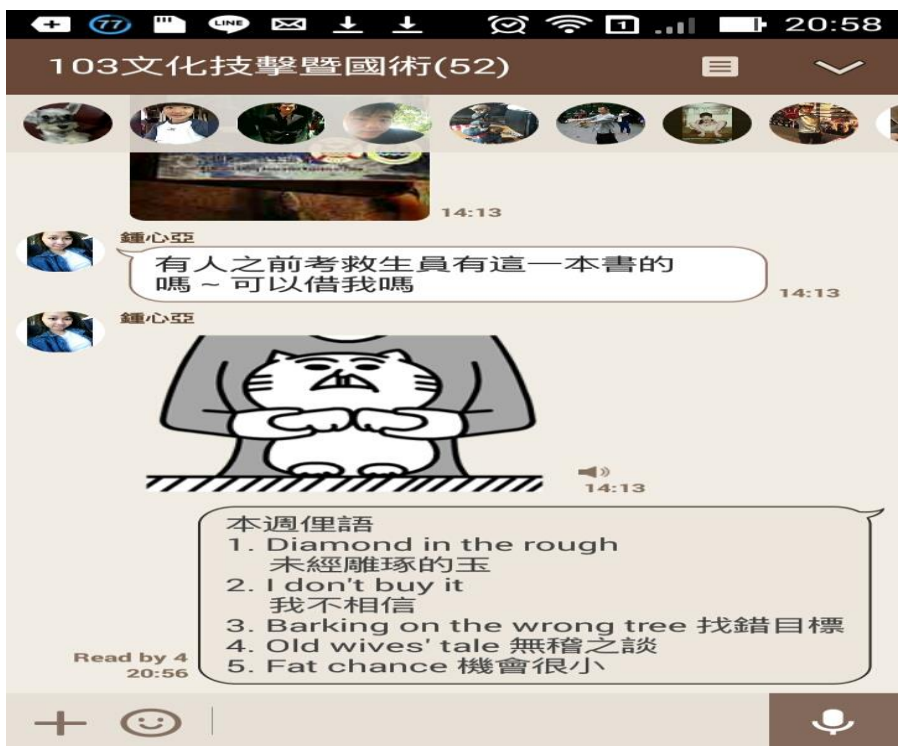 77 LINE 1 20:58
103文化技擊暨國術(52)
14:13
鍾心亞
有人之前考救生員有這一本書的
嗎~可以借我嗎
14:13
鍾心亞
14:13
本週俚語
1. Diamond in the rough
未經雕琢的玉
2. I don't buy it
我不相信
3. Barking on the wrong tree 找錯目標
4. Old wives' tale 無稽之談
5. Fat chance 機會很小
Read by 4
20:56